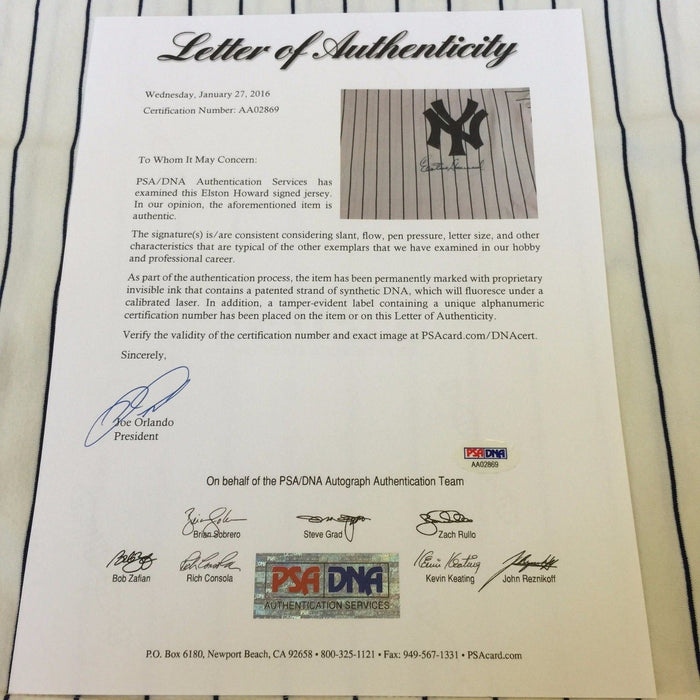 Letter of Authenticity
Wednesday, January 27, 2016
Certification Number: AA02869
NY
Elston Howard
To Whom It May Concern:
PSA/DNA Authentication Services has
examined this Elston Howard signed jersey.
In our opinion, the aforementioned item is
authentic.
The signature(s) is/are consistent considering slant, flow, pen pressure, letter size, and other
characteristics that are typical of the other exemplars that we have examined in our hobby
and professional career.
As part of the authentication process, the item has been permanently marked with proprietary
invisible ink that contains a patented strand of synthetic DNA, which will fluoresce under a
calibrated laser. In addition, a tamper-evident label containing a unique alphanumeric
certification number has been placed on the item or on this Letter of Authenticity.
Verify the validity of the certification number and exact image at PSAcard.com/DNAcert.
Sincerely,
Joe Orlando
President
PSA DNA
AA02869
On behalf of the PSA/DNA Autograph Authentication Team
Brian Sobrero Steve Grad Zach Rullo
Bob Zafian Rich Consola Kevin Keating John Reznikoff
PSA DNA
AUTHENTICATION SERVICES
P.O. Box 6180, Newport Beach, CA 92658 • 800-325-1121 • Fax: 949-567-1331 • PSAcard.com